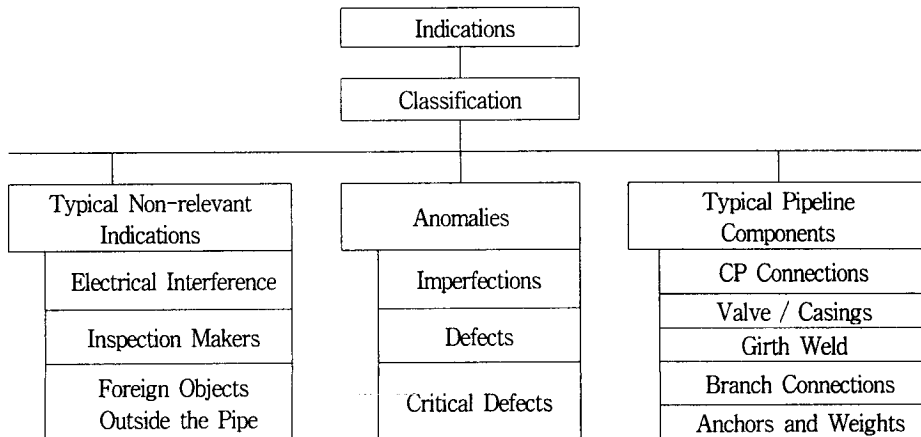 Indications
Classification
Typical Non-relevant
Indications
Electrical Interference
Inspection Makers
Foreign Objects
Outside the Pipe
Anomalies
Imperfections
Defects
Critical Defects
Typical Pipeline
Components
CP Connections
Valve / Casings
Girth Weld
Branch Connections
Anchors and Weights